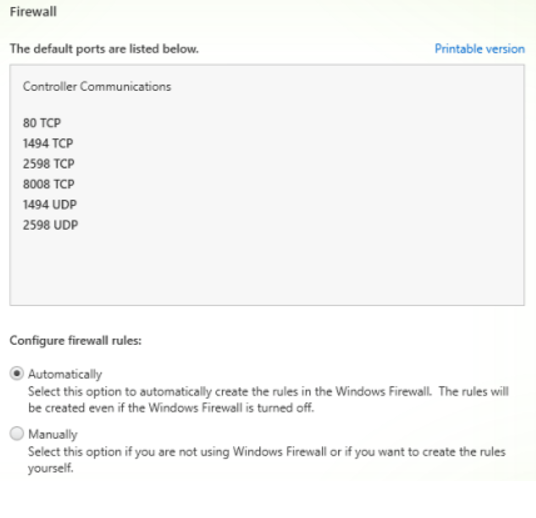 Firewall
The default ports are listed below.
Printable version
Controller Communications
80 TCP
1494 TCP
2598 TCP
8008 TCP
1494 UDP
2598 UDP
Configure firewall rules:
Automatically
Select this option to automatically create the rules in the Windows Firewall. The rules will
be created even if the Windows Firewall is turned off.
Manually
Select this option if you are not using Windows Firewall or if you want to create the rules
yourself.